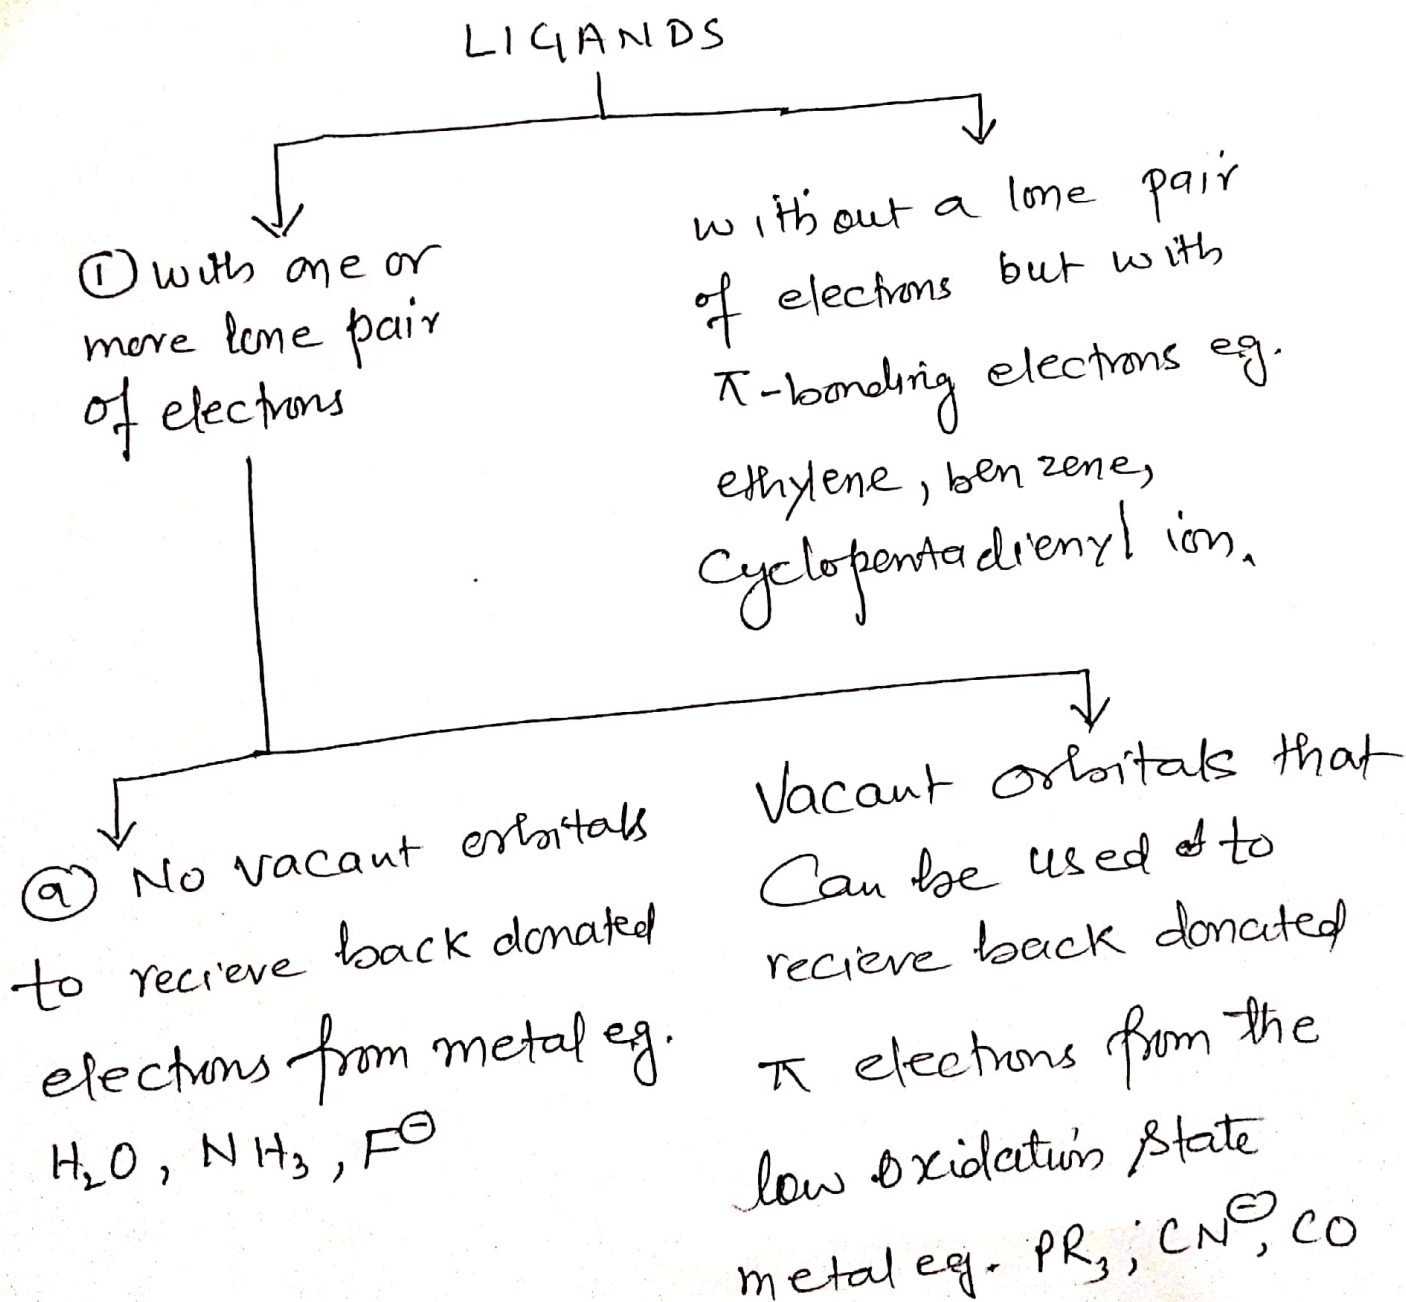 LIGANDS
① with one or
more lone pair
of electrons
without a lone pair
of electrons but with
π-bonding electrons eg.
ethylene, benzene,
Cyclopentadienyl ion.
ⓐ No vacant orbitals
to recieve back donated
electrons from metal eg.
H₂O, NH₃, F⊖
Vacant orbitals that
Can be used to
recieve back donated
π electrons from the
low oxidation state
metal eg. PR₃, CN⊖, CO